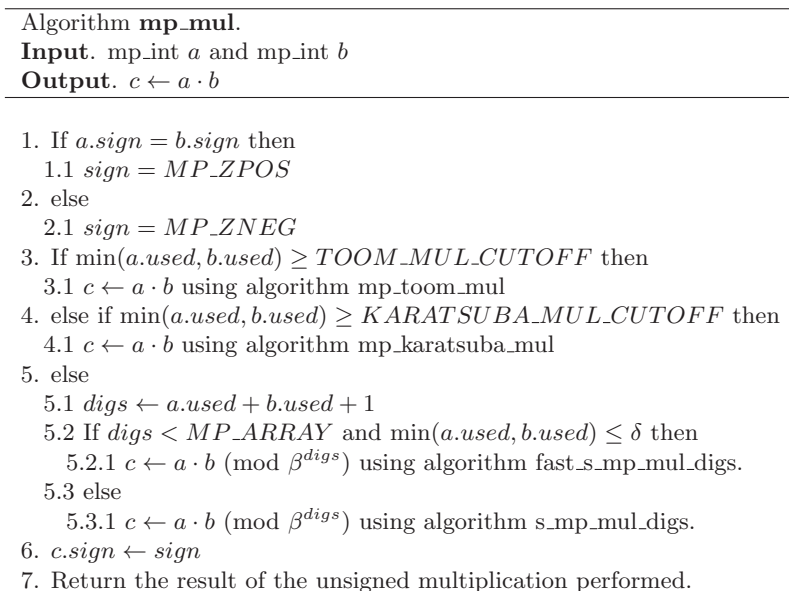 Algorithm mp_mul.
Input. mp_int a and mp_int b
Output. c ← a · b
1. If a.sign = b.sign then
1.1 sign = MP_ZPOS
2. else
2.1 sign = MP_ZNEG
3. If min(a.used, b.used) ≥ TOOM_MUL_CUTOFF then
3.1 c ← a · b using algorithm mp_toom_mul
4. else if min(a.used, b.used) ≥ KARATSUBA_MUL_CUTOFF then
4.1 c ← a · b using algorithm mp_karatsuba_mul
5. else
5.1 digs ← a.used + b.used + 1
5.2 If digs < MP_ARRAY and min(a.used, b.used) ≤ δ then
5.2.1 c ← a · b (mod β^{digs}) using algorithm fast_s_mp_mul_digs.
5.3 else
5.3.1 c ← a · b (mod β^{digs}) using algorithm s_mp_mul_digs.
6. c.sign ← sign
7. Return the result of the unsigned multiplication performed.